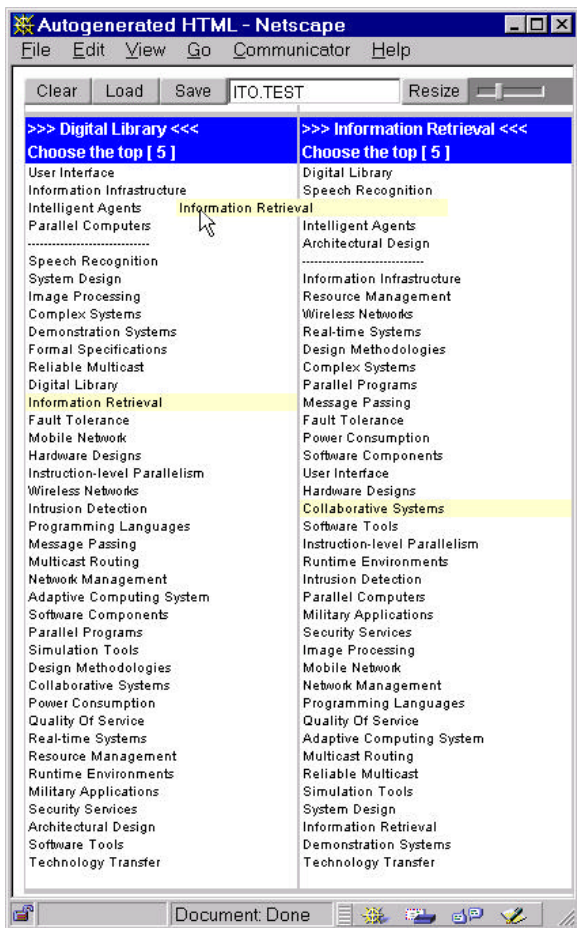 Autogenerated HTML - Netscape
File Edit View Go Communicator Help
Clear Load Save ITO.TEST Resize
>>> Digital Library <<<
Choose the top [ 5 ]
User Interface
Information Infrastructure
Intelligent Agents
Parallel Computers
------------------------------
Speech Recognition
System Design
Image Processing
Complex Systems
Demonstration Systems
Formal Specifications
Reliable Multicast
Digital Library
Information Retrieval
Fault Tolerance
Mobile Network
Hardware Designs
Instruction-level Parallelism
Wireless Networks
Intrusion Detection
Programming Languages
Message Passing
Multicast Routing
Network Management
Adaptive Computing System
Software Components
Parallel Programs
Simulation Tools
Design Methodologies
Collaborative Systems
Power Consumption
Quality Of Service
Real-time Systems
Resource Management
Runtime Environments
Military Applications
Security Services
Architectural Design
Software Tools
Technology Transfer
Information Retrieval
>>> Information Retrieval <<<
Choose the top [ 5 ]
Digital Library
Speech Recognition
Intelligent Agents
Architectural Design
------------------------------
Information Infrastructure
Resource Management
Wireless Networks
Real-time Systems
Design Methodologies
Complex Systems
Parallel Programs
Message Passing
Fault Tolerance
Power Consumption
Software Components
User Interface
Hardware Designs
Collaborative Systems
Software Tools
Instruction-level Parallelism
Runtime Environments
Intrusion Detection
Parallel Computers
Military Applications
Security Services
Image Processing
Mobile Network
Network Management
Programming Languages
Quality Of Service
Adaptive Computing System
Multicast Routing
Reliable Multicast
Simulation Tools
System Design
Information Retrieval
Demonstration Systems
Technology Transfer
Document: Done